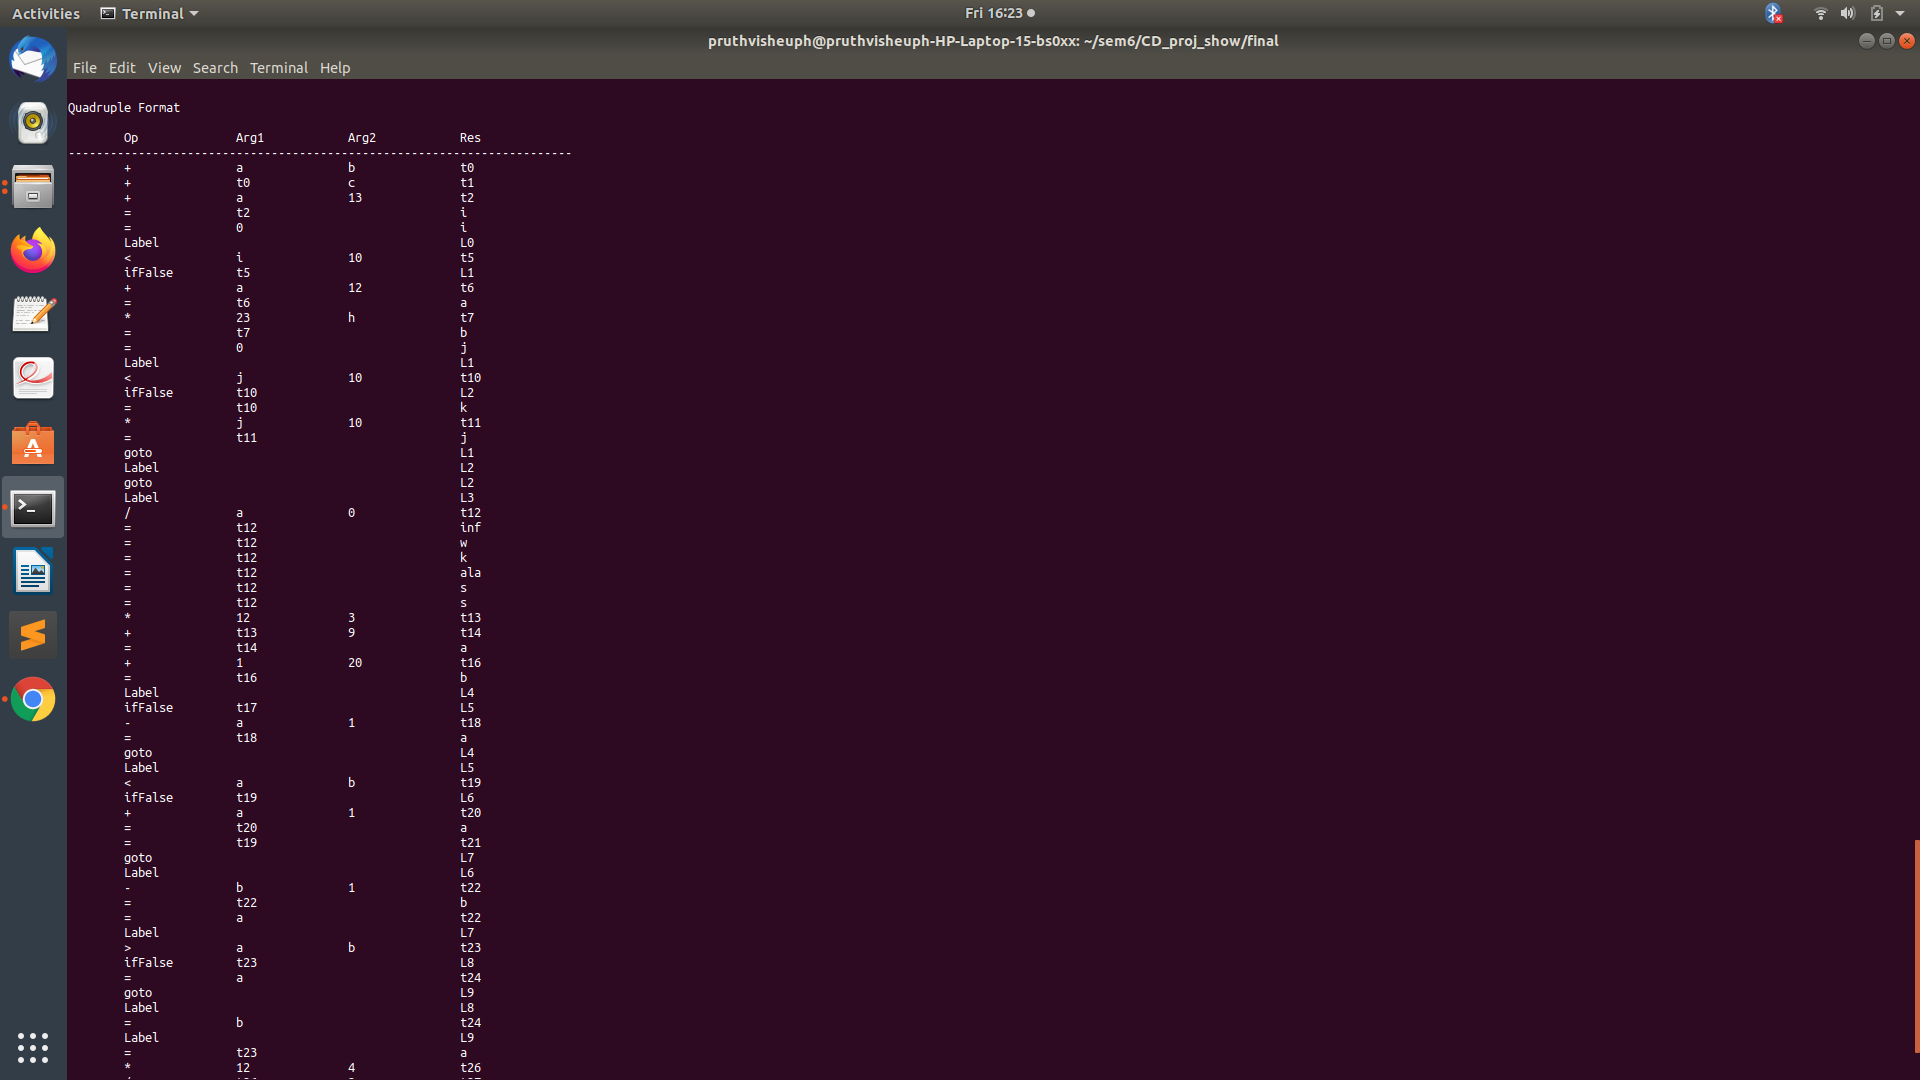 Activities Terminal Fri 16:23
pruthvisheuph@pruthvisheuph-HP-Laptop-15-bs0xx: ~/sem6/CD_proj_show/final
File Edit View Search Terminal Help
Quadruple Format
Op Arg1 Arg2 Res
------------------------------------------------------------------------
+ a b t0
+ t0 c t1
+ a 13 t2
= t2 i
= 0 i
Label L0
< i 10 t5
ifFalse t5 L1
+ a 12 t6
= t6 a
* 23 h t7
= t7 b
= 0 j
Label L1
< j 10 t10
ifFalse t10 L2
= t10 k
* j 10 t11
= t11 j
goto L1
Label L2
goto L2
Label L3
/ a 0 t12
= t12 inf
= t12 w
= t12 k
= t12 ala
= t12 s
= t12 s
* 12 3 t13
+ t13 9 t14
= t14 a
+ 1 20 t16
= t16 b
Label L4
ifFalse t17 L5
- a 1 t18
= t18 a
goto L4
Label L5
< a b t19
ifFalse t19 L6
+ a 1 t20
= t20 a
= t19 t21
goto L7
Label L6
- b 1 t22
= t22 b
= a t22
Label L7
> a b t23
ifFalse t23 L8
= a t24
goto L9
Label L8
= b t24
Label L9
= t23 a
* 12 4 t26